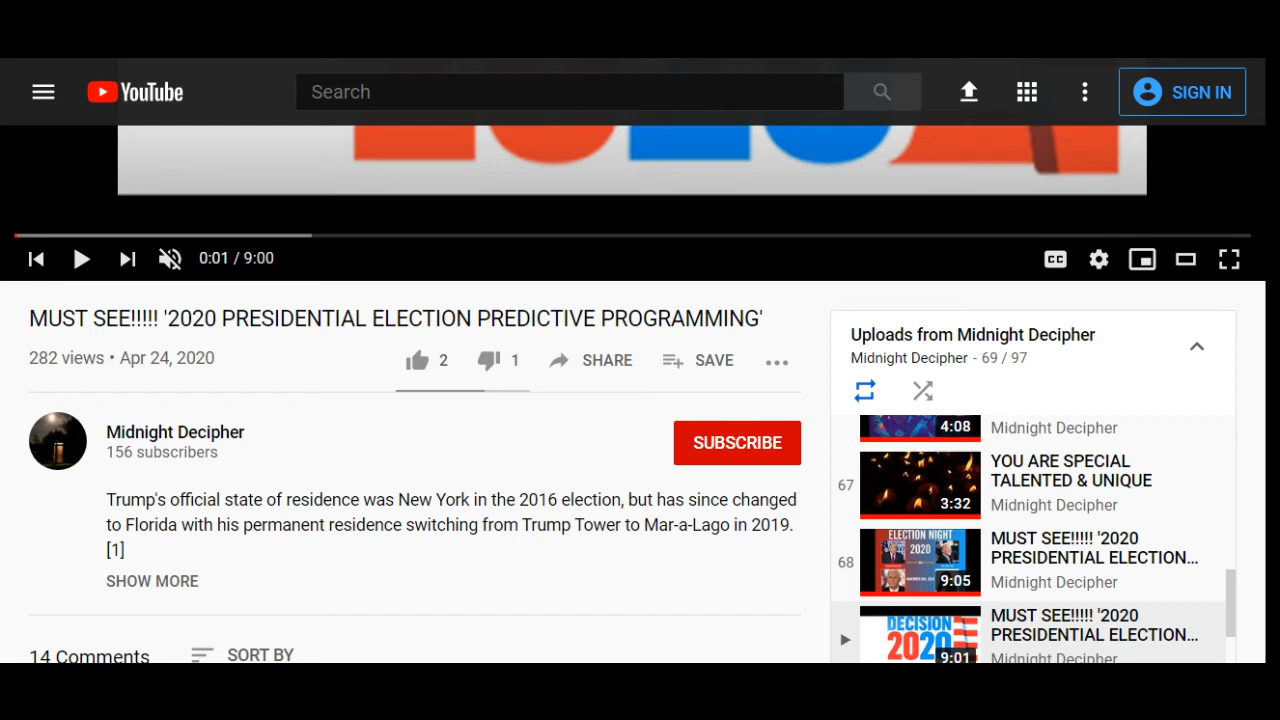 YouTube
Search
SIGN IN
2020
0:01 / 9:00
CC
MUST SEE!!!!! '2020 PRESIDENTIAL ELECTION PREDICTIVE PROGRAMMING'
282 views • Apr 24, 2020
2
1
SHARE
SAVE
Midnight Decipher
156 subscribers
SUBSCRIBE
Trump's official state of residence was New York in the 2016 election, but has since changed
to Florida with his permanent residence switching from Trump Tower to Mar-a-Lago in 2019.
[1]
SHOW MORE
14 Comments
SORT BY
Uploads from Midnight Decipher
Midnight Decipher - 69 / 97
4:08
Midnight Decipher
67
3:32
YOU ARE SPECIAL
TALENTED & UNIQUE
Midnight Decipher
68
ELECTION NIGHT
2020
9:05
MUST SEE!!!!! '2020
PRESIDENTIAL ELECTION...
Midnight Decipher
DECISION
2020
9:01
MUST SEE!!!!! '2020
PRESIDENTIAL ELECTION...
Midnight Decipher